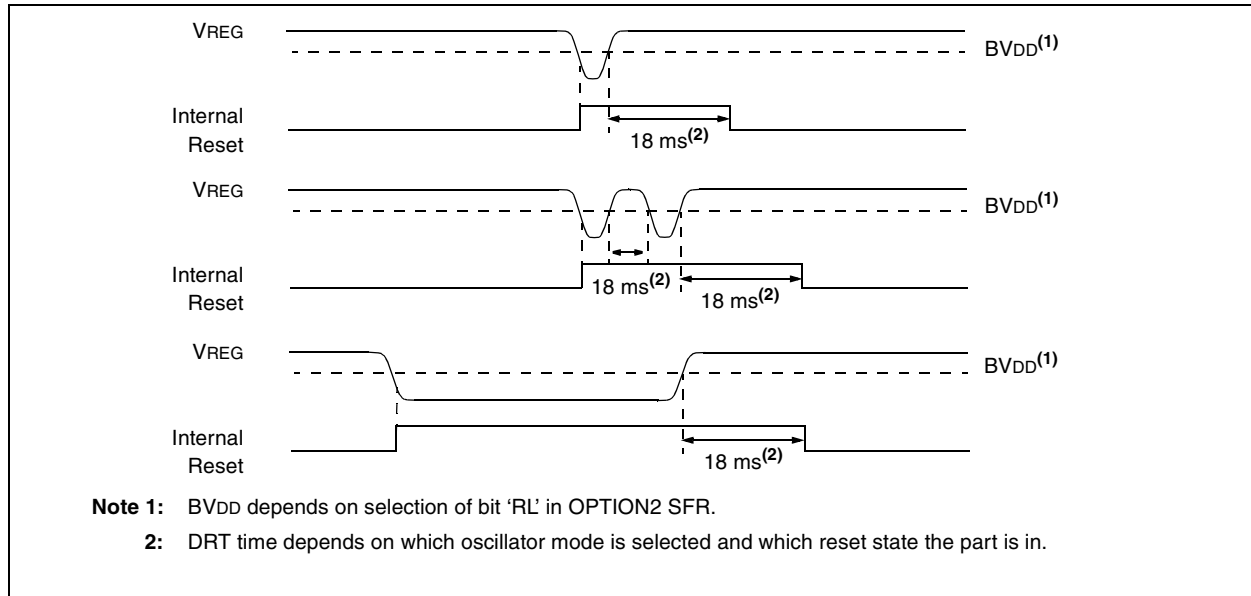 VREG
BVDD(1)
Internal
Reset
18 ms(2)
VREG
BVDD(1)
Internal
Reset
18 ms(2)
18 ms(2)
VREG
BVDD(1)
Internal
Reset
18 ms(2)
Note 1: BVDD depends on selection of bit ‘RL’ in OPTION2 SFR.
2: DRT time depends on which oscillator mode is selected and which reset state the part is in.